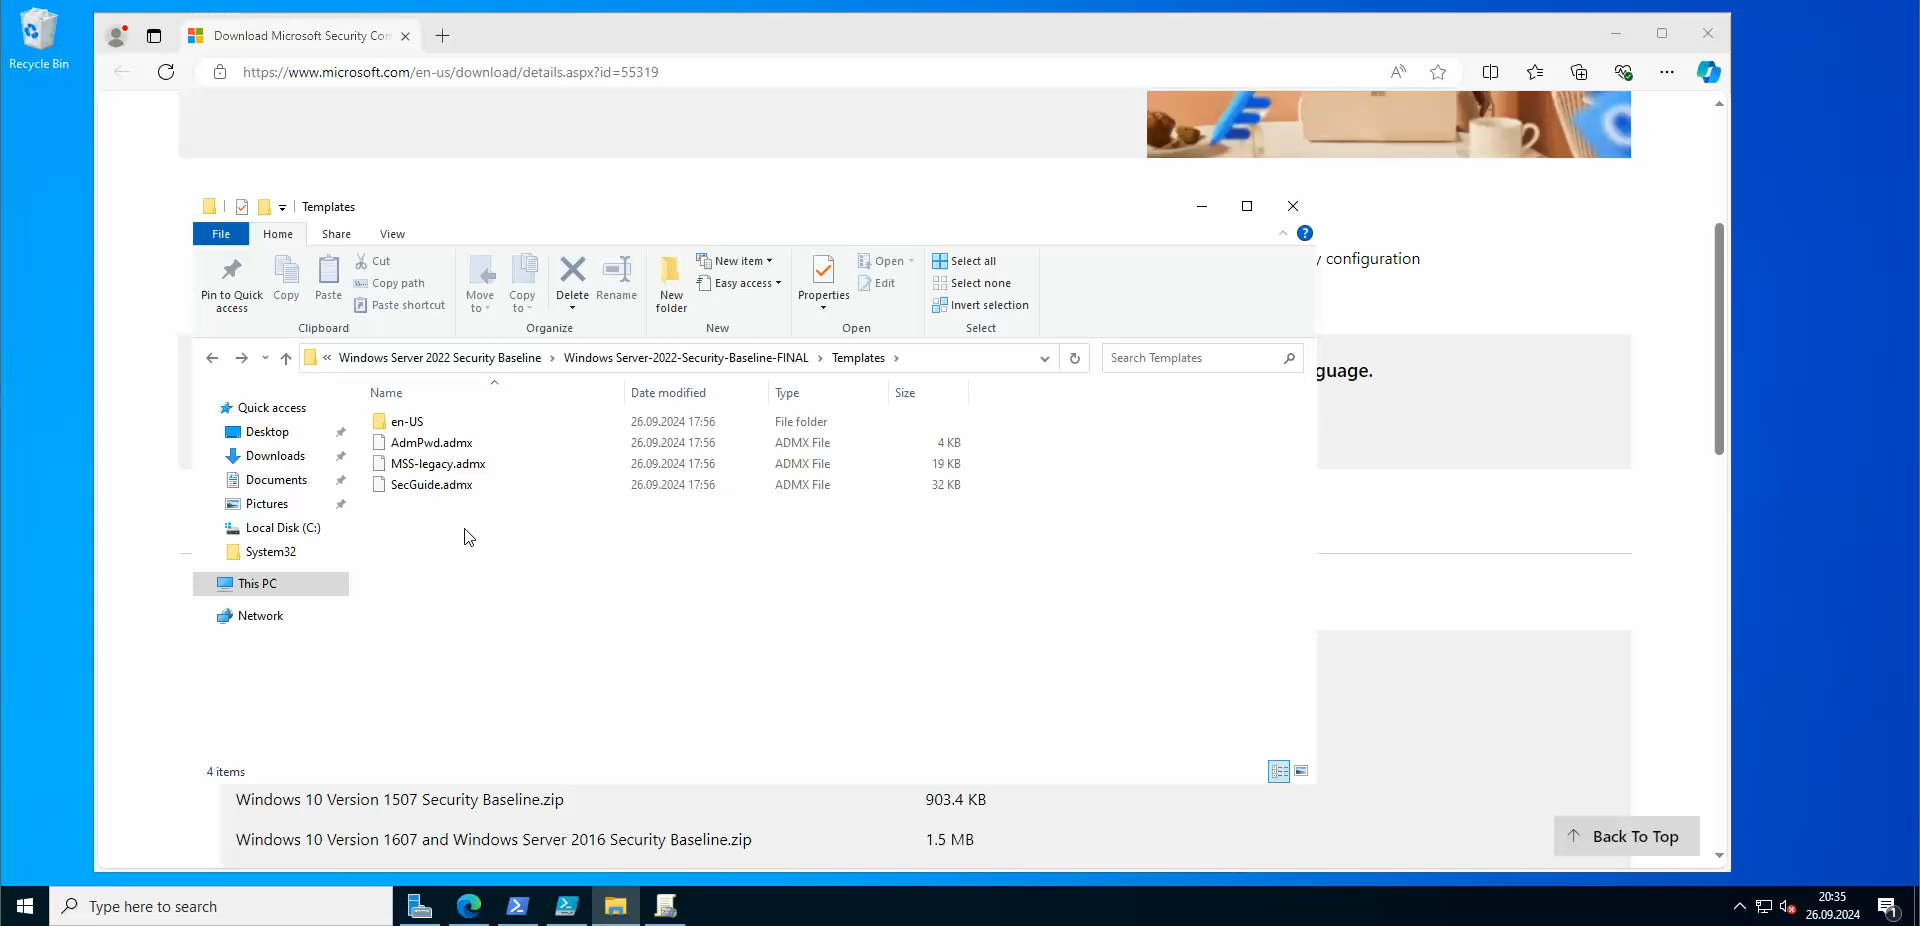 Recycle Bin
Download Microsoft Security Con
https://www.microsoft.com/en-us/download/details.aspx?id=55319
Templates
File
Home
Share
View
y configuration
Pin to Quick access
Copy
Paste
Cut
Copy path
Paste shortcut
Clipboard
Move to
Copy to
Delete
Rename
Organize
New folder
New item
Easy access
New
Properties
Open
Edit
Open
Select all
Select none
Invert selection
Select
« Windows Server 2022 Security Baseline > Windows Server-2022-Security-Baseline-FINAL > Templates >
Search Templates
guage.
Name Date modified Type Size
Quick access
Desktop
Downloads
Documents
Pictures
Local Disk (C:)
System32
This PC
Network
en-US 26.09.2024 17:56 File folder
AdmPwd.admx 26.09.2024 17:56 ADMX File 4 KB
MSS-legacy.admx 26.09.2024 17:56 ADMX File 19 KB
SecGuide.admx 26.09.2024 17:56 ADMX File 32 KB
4 items
Windows 10 Version 1507 Security Baseline.zip 903.4 KB
Windows 10 Version 1607 and Windows Server 2016 Security Baseline.zip 1.5 MB
Back To Top
Type here to search
20:35
26.09.2024
1